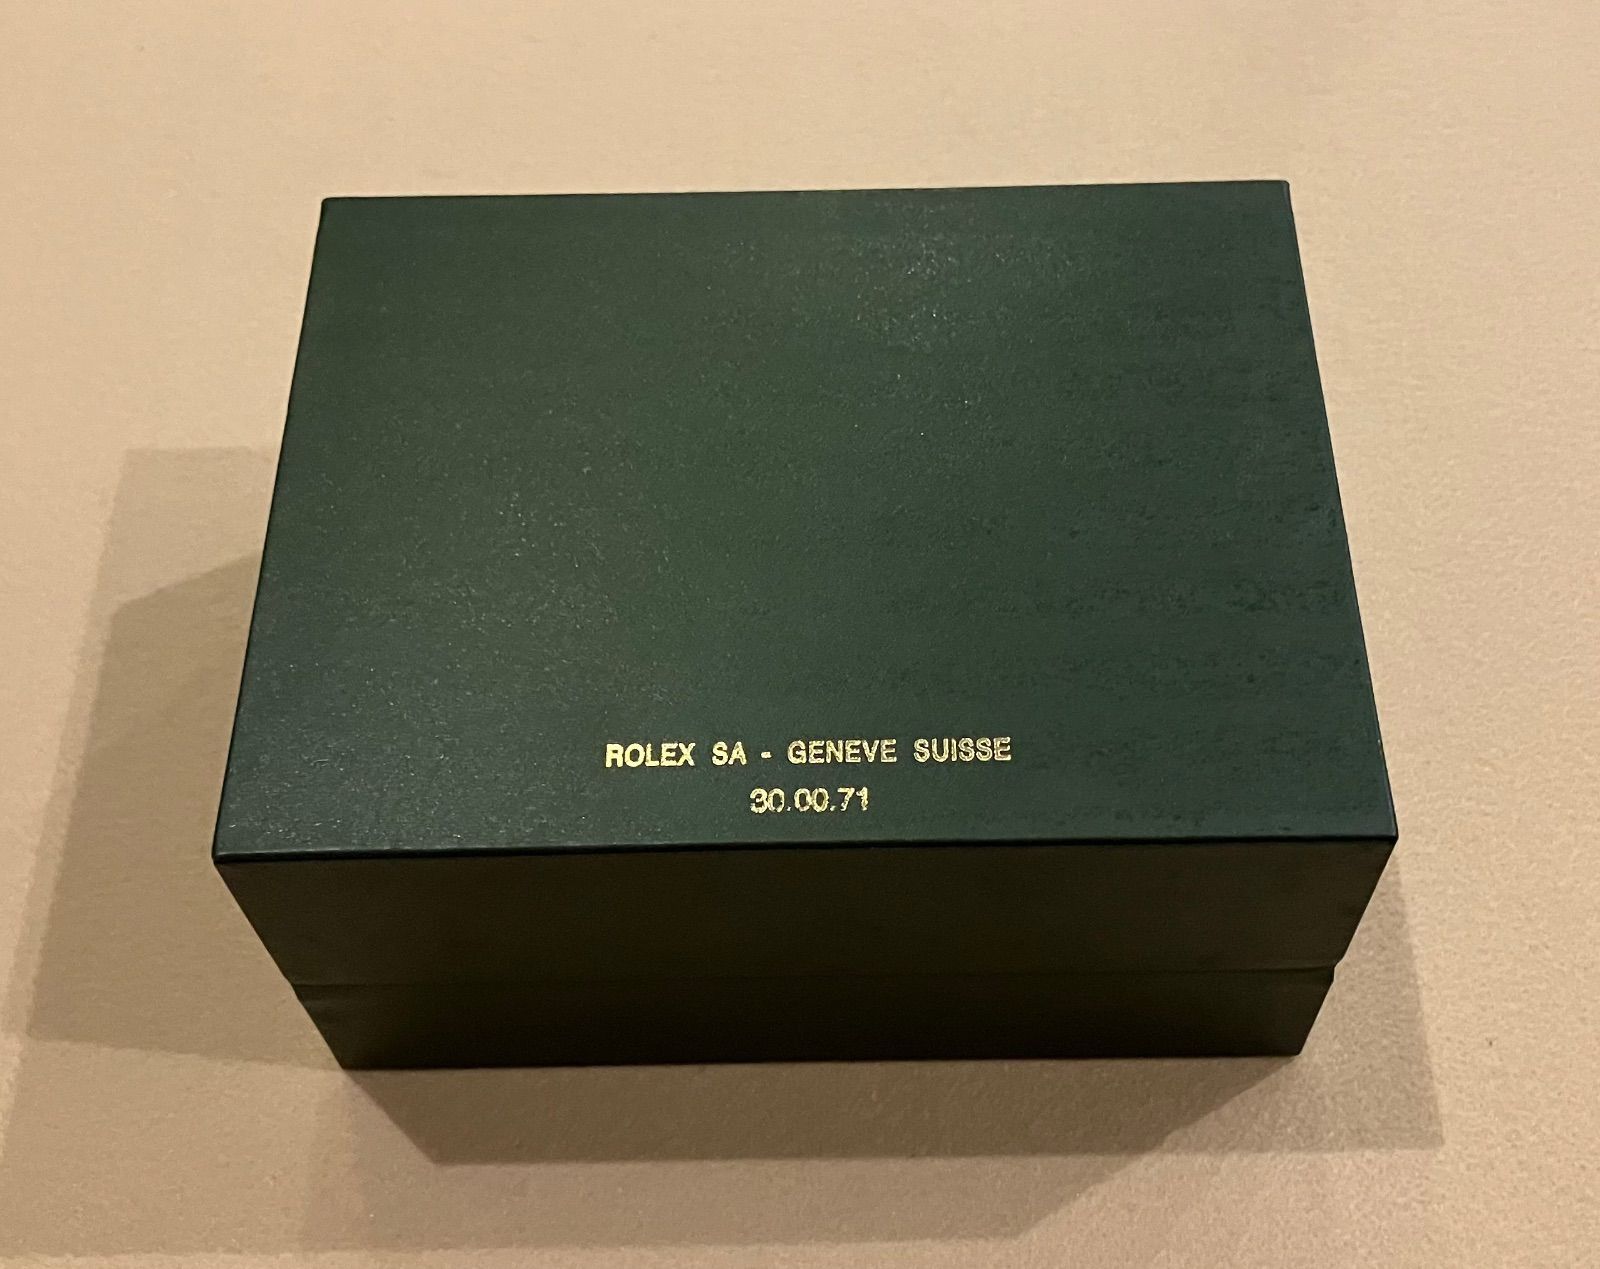 ROLEX SA - GENEVE SUISSE
30.00.71